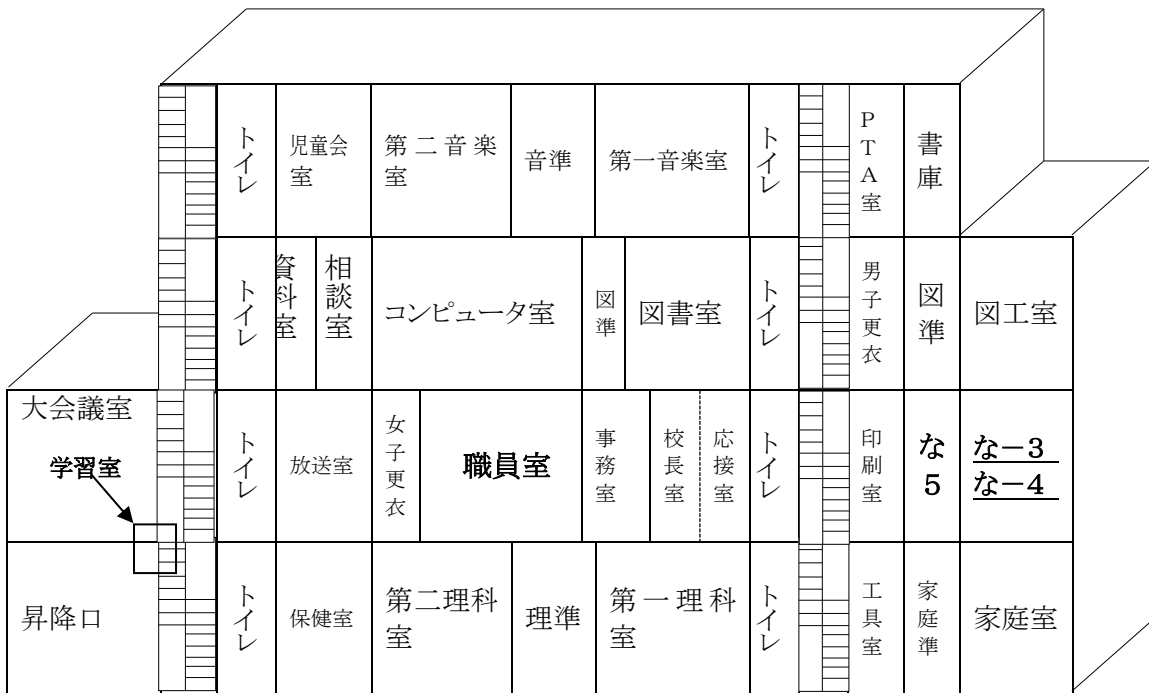 トイレ
児童会
室
第二音楽
室
音準
第一音楽室
トイレ
PTA室
書庫
トイレ
資料室
相談室
コンピュータ室
図準
図書室
トイレ
男子更衣
図準
図工室
大会議室
学習室
トイレ
放送室
女子更衣
職員室
事務室
校長室
応接室
トイレ
印刷室
な5
な-3
な-4
昇降口
トイレ
保健室
第二理科
室
理準
第一理科
室
トイレ
工具室
家庭準
家庭室